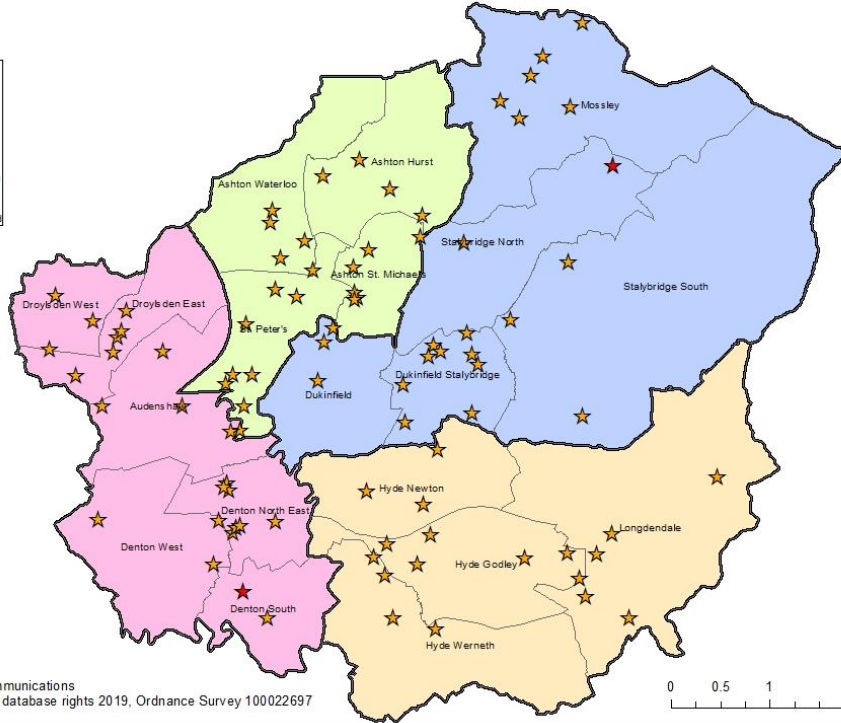 Mossley
Ashton Hurst
Ashton Waterloo
Stalybridge North
Ashton St. Michaels
Stalybridge South
Droylsden West
Droylsden East
St. Peter's
Dukinfield Stalybridge
Dukinfield
Audenshaw
Hyde Newton
Denton North East
Longdendale
Denton West
Hyde Godley
Denton South
Hyde Werneth
mmunications
database rights 2019, Ordnance Survey 100022697
0 0.5 1